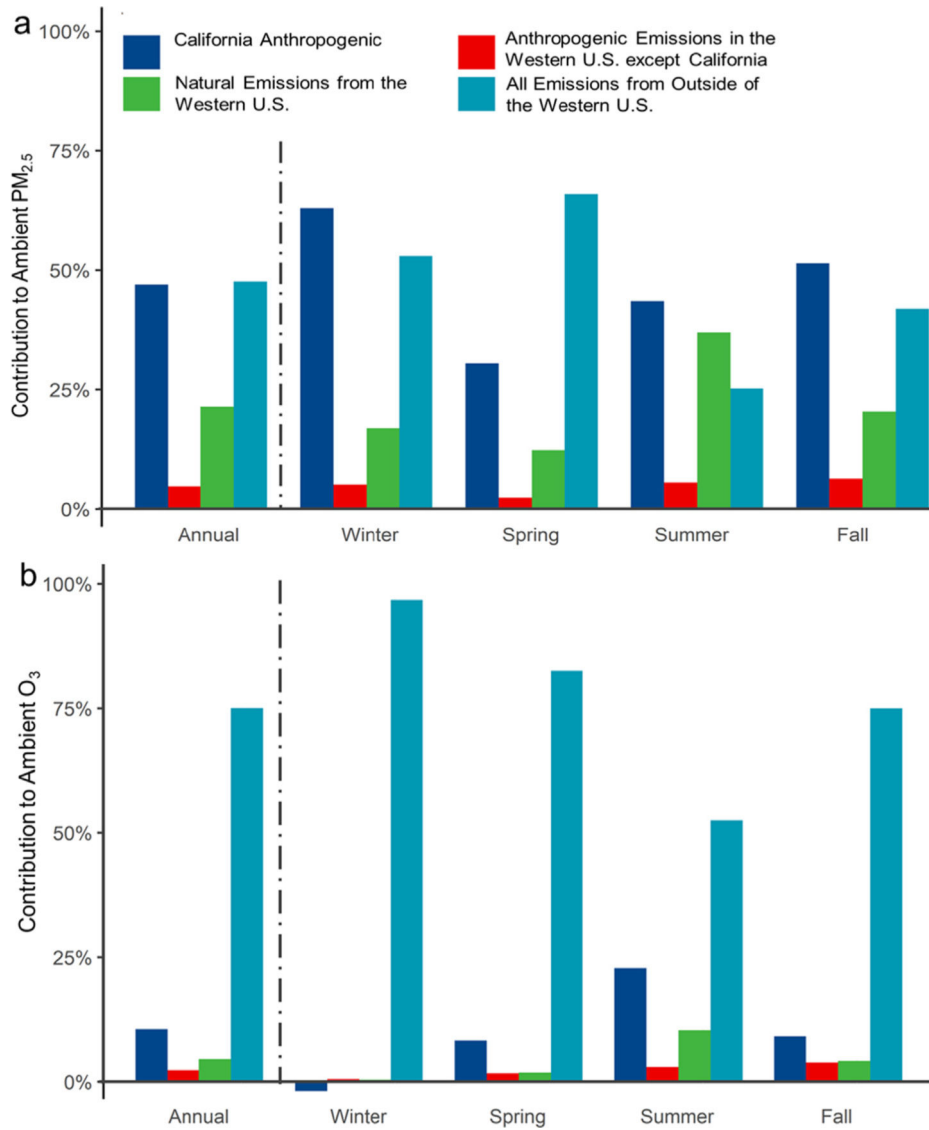 a
100%
California Anthropogenic
Anthropogenic Emissions in the
Western U.S. except California
Natural Emissions from the
Western U.S.
All Emissions from Outside of
the Western U.S.
75%
50%
25%
0%
Contribution to Ambient PM2.5
Annual Winter Spring Summer Fall
b
100%
75%
50%
25%
0%
Contribution to Ambient O3
Annual Winter Spring Summer Fall